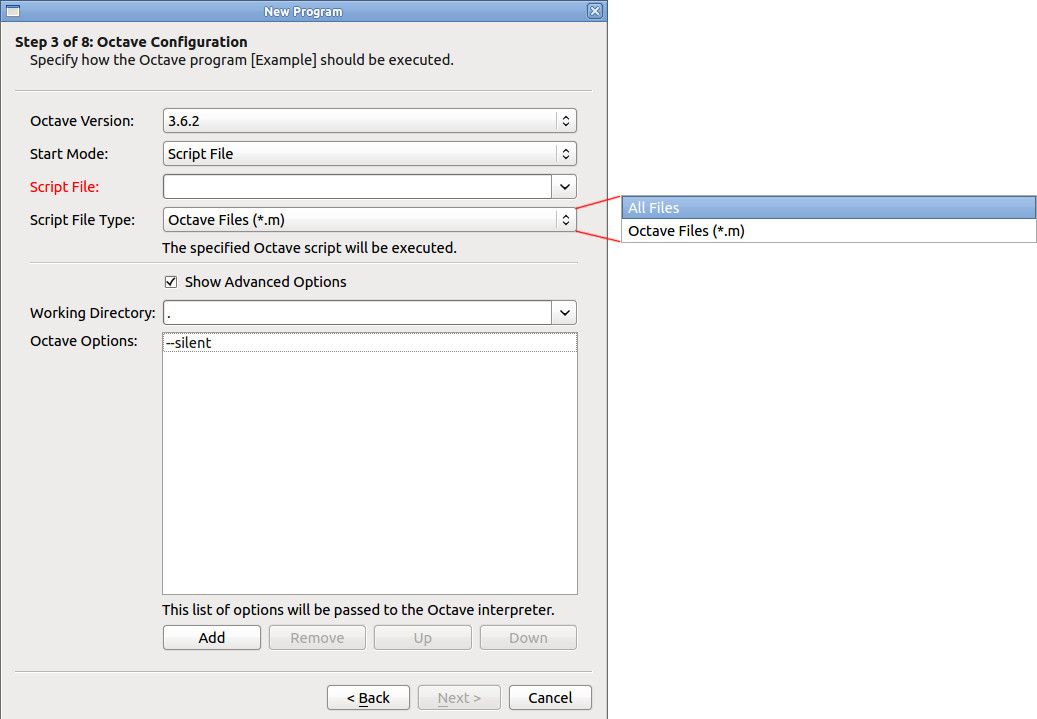 New Program
Step 3 of 8: Octave Configuration
Specify how the Octave program [Example] should be executed.
Octave Version: 3.6.2
Start Mode: Script File
Script File:
Script File Type: Octave Files (*.m)
All Files
Octave Files (*.m)
The specified Octave script will be executed.
Show Advanced Options
Working Directory: .
Octave Options: --silent
This list of options will be passed to the Octave interpreter.
Add Remove Up Down
< Back Next > Cancel